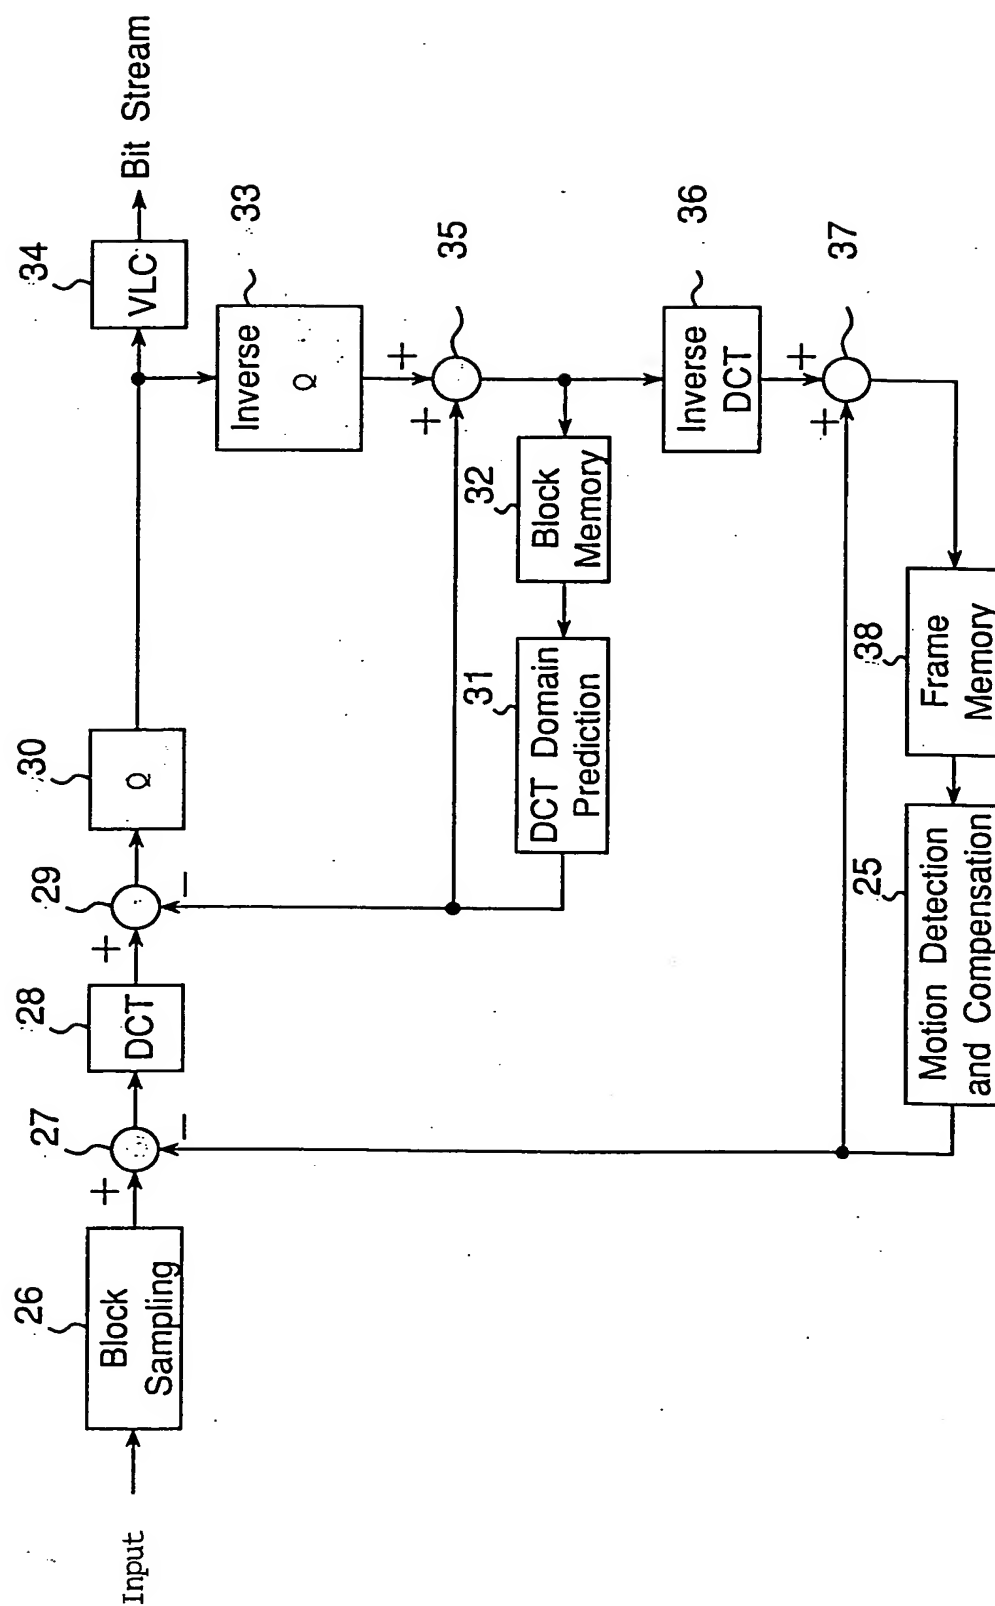 Input
26
Block
Sampling
+
27
−
28
DCT
+
29
−
30
Q
34
VLC
Bit Stream
Inverse
Q
33
+
+
35
31
DCT Domain
Prediction
32
Block
Memory
Inverse
DCT
36
+
+
37
25
Motion Detection
and Compensation
38
Frame
Memory